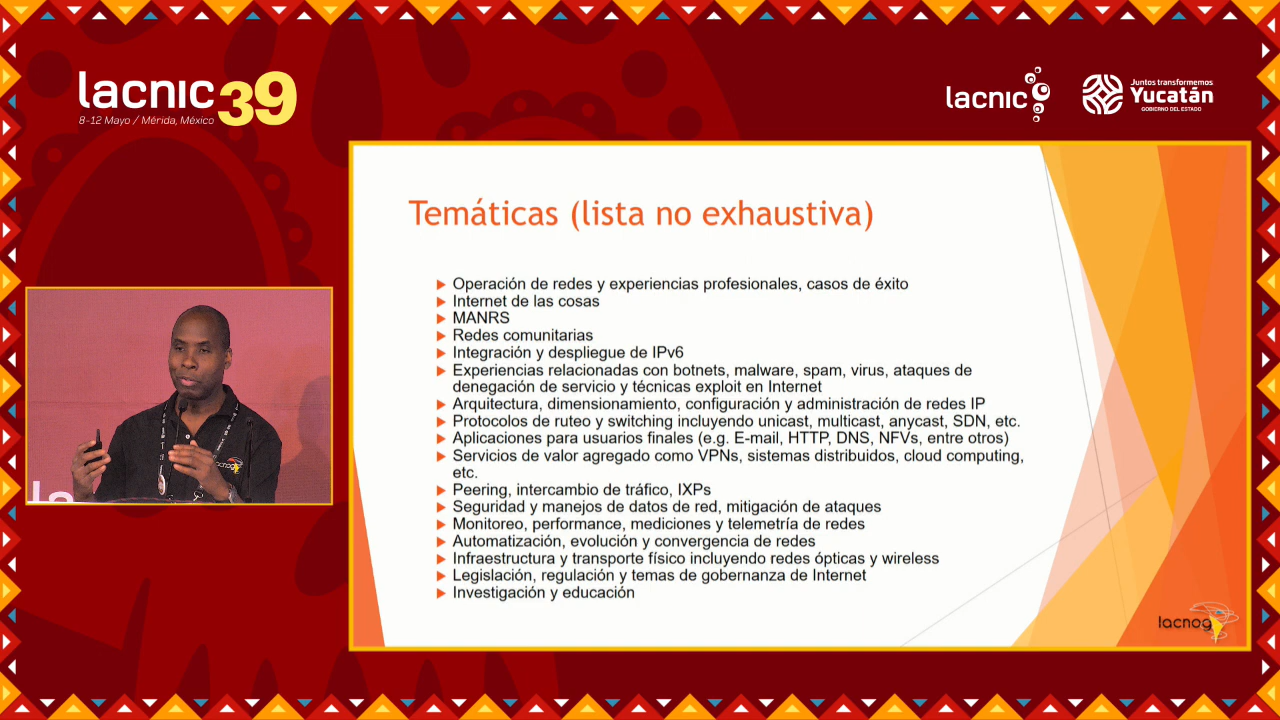 lacnic 39
8-12 Mayo / Mérida, México
lacnic
Juntos transformemos
Yucatán
GOBIERNO DEL ESTADO
Temáticas (lista no exhaustiva)
Operación de redes y experiencias profesionales, casos de éxito
Internet de las cosas
MANRS
Redes comunitarias
Integración y despliegue de IPv6
Experiencias relacionadas con botnets, malware, spam, virus, ataques de
denegación de servicio y técnicas exploit en Internet
Arquitectura, dimensionamiento, configuración y administración de redes IP
Protocolos de ruteo y switching incluyendo unicast, multicast, anycast, SDN, etc.
Aplicaciones para usuarios finales (e.g. E-mail, HTTP, DNS, NFVs, entre otros)
Servicios de valor agregado como VPNs, sistemas distribuidos, cloud computing,
etc.
Peering, intercambio de tráfico, IXPs
Seguridad y manejos de datos de red, mitigación de ataques
Monitoreo, performance, mediciones y telemetría de redes
Automatización, evolución y convergencia de redes
Infraestructura y transporte físico incluyendo redes ópticas y wireless
Legislación, regulación y temas de gobernanza de Internet
Investigación y educación
lacnog
lacnog
la